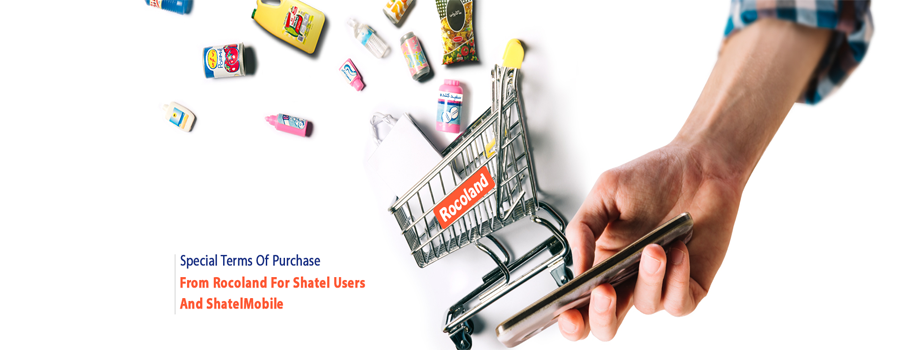 Rocoland
Special Terms Of Purchase
From Rocoland For Shatel Users
And ShatelMobile